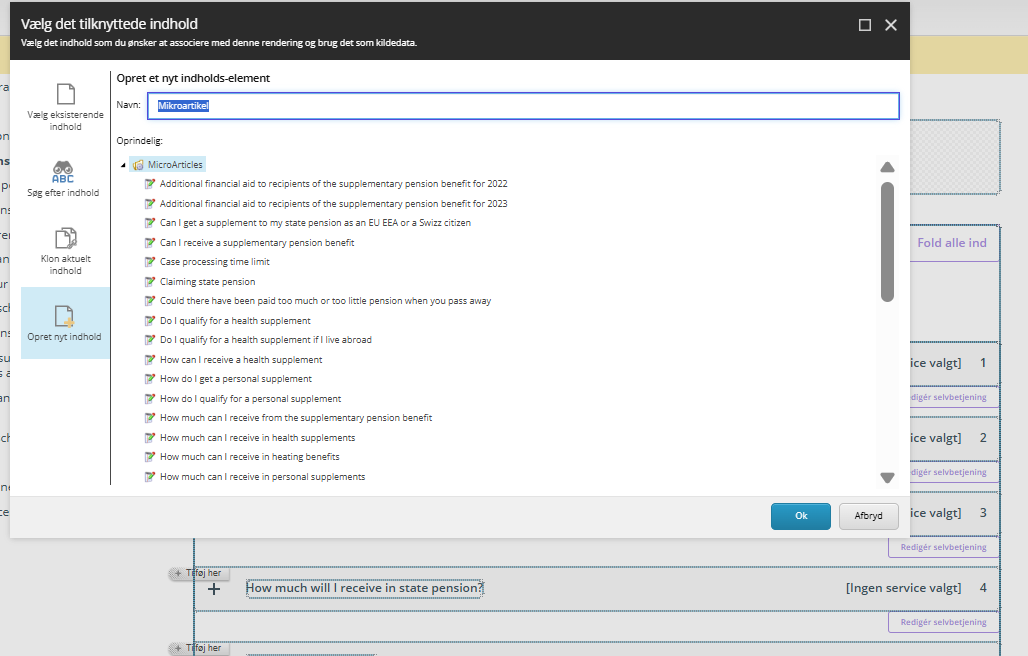 Vælg det tilknyttede indhold
Vælg det indhold som du ønsker at associere med denne rendering og brug det som kildedata.
Vælg eksisterende
indhold
ABC
Søg efter indhold
Klon aktuelt
indhold
Opret nyt indhold
Opret et nyt indholds-element
Navn: Mikroartikel
Oprindelig:
MicroArticles
Additional financial aid to recipients of the supplementary pension benefit for 2022
Additional financial aid to recipients of the supplementary pension benefit for 2023
Can I get a supplement to my state pension as an EU EEA or a Swizz citizen
Can I receive a supplementary pension benefit
Case processing time limit
Claiming state pension
Could there have been paid too much or too little pension when you pass away
Do I qualify for a health supplement
Do I qualify for a health supplement if I live abroad
How can I receive a health supplement
How do I get a personal supplement
How do I qualify for a personal supplement
How much can I receive from the supplementary pension benefit
How much can I receive in health supplements
How much can I receive in heating benefits
How much can I receive in personal supplements
Ok Afbryd
Fold alle ind
ice valgt] 1
digér selvbetjening
ice valgt] 2
digér selvbetjening
ice valgt] 3
Redigér selvbetjening
+ Tilføj her
How much will I receive in state pension? [Ingen service valgt] 4
Redigér selvbetjening
+ Tilføj her